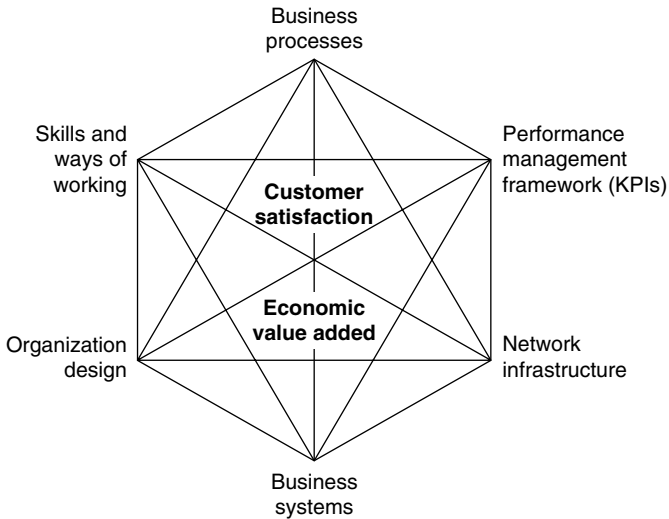 Business
processes
Skills and
ways of
working
Performance
management
framework (KPIs)
Customer
satisfaction
Economic
value added
Organization
design
Network
infrastructure
Business
systems